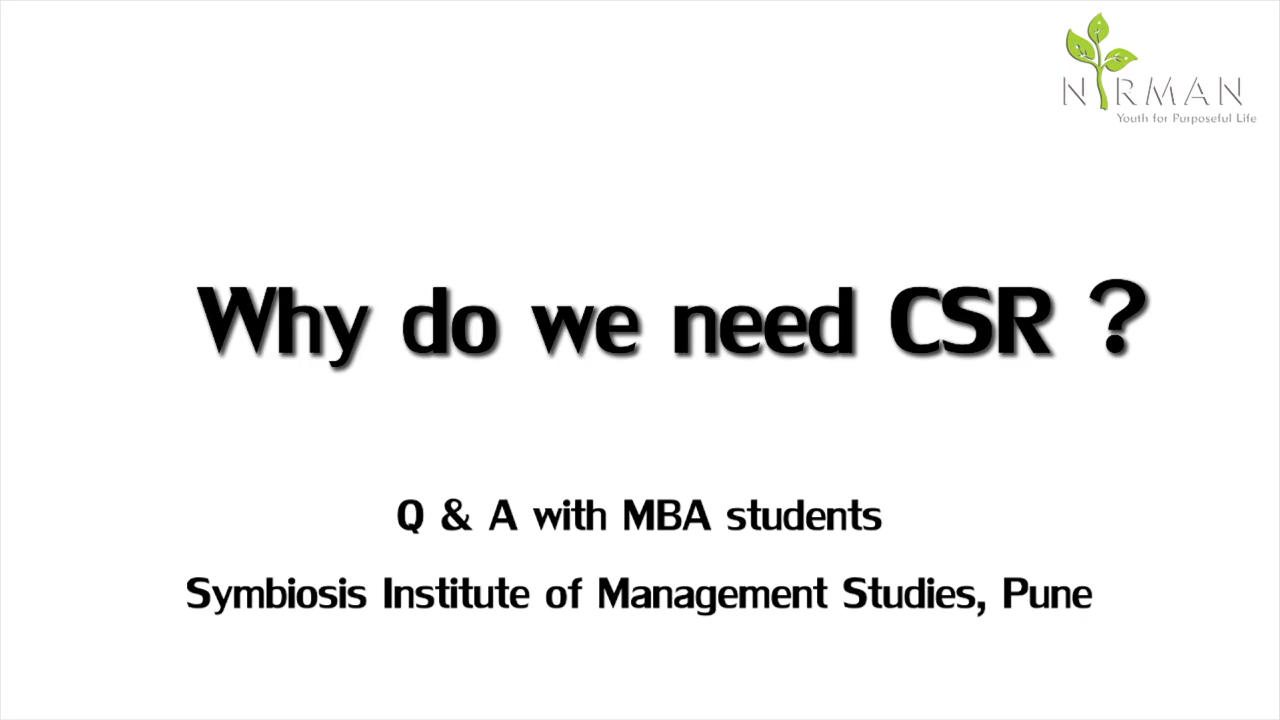 NIRMAN
Youth for Purposeful Life
Why do we need CSR ?
Q & A with MBA students
Symbiosis Institute of Management Studies, Pune